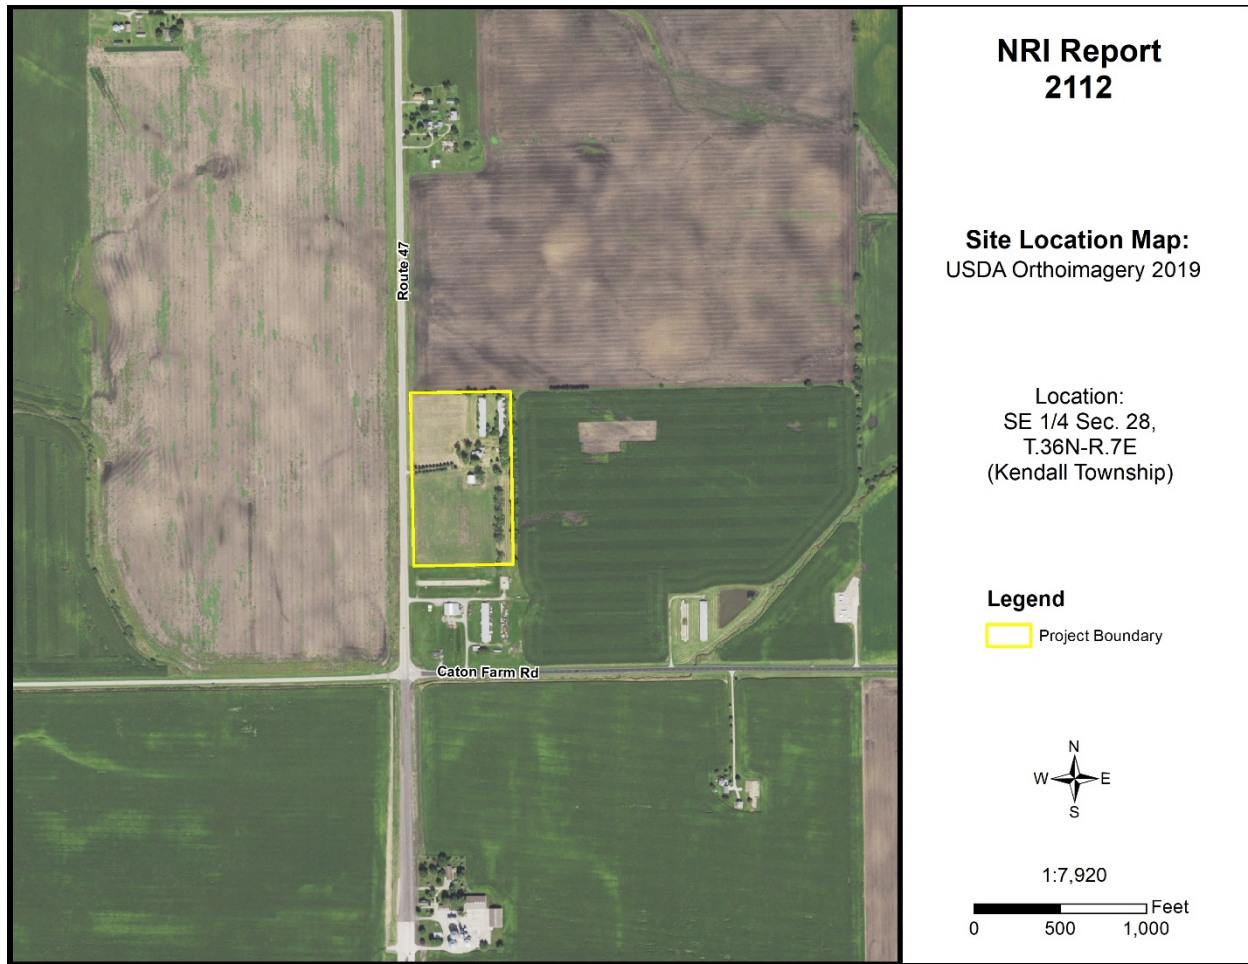 NRI Report
2112
Site Location Map:
USDA Orthoimagery 2019
Location:
SE 1/4 Sec. 28,
T.36N-R.7E
(Kendall Township)
Legend
Project Boundary
N
W E
S
1:7,920
Feet
0 500 1,000
Route 47
Caton Farm Rd